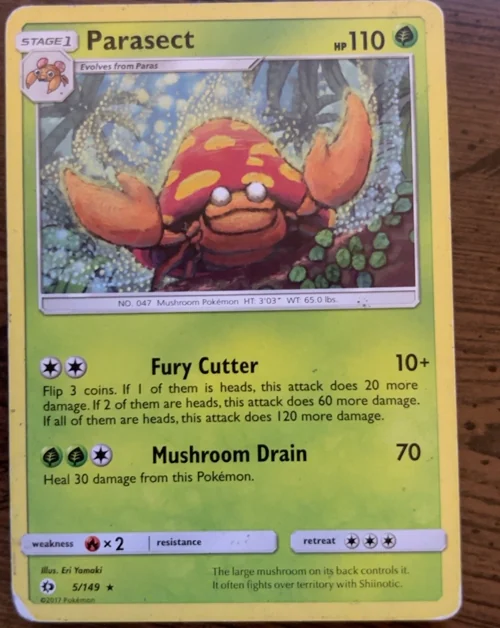 STAGE 1 Parasect HP 110
Evolves from Paras
NO. 047 Mushroom Pokémon HT: 3'03" WT: 65.0 lbs.
Fury Cutter 10+
Flip 3 coins. If 1 of them is heads, this attack does 20 more
damage. If 2 of them are heads, this attack does 60 more damage.
If all of them are heads, this attack does 120 more damage.
Mushroom Drain 70
Heal 30 damage from this Pokémon.
weakness ×2 resistance retreat
Illus. Eri Yamaki
The large mushroom on its back controls it.
5/149 ★
It often fights over territory with Shiinotic.
©2017 Pokémon